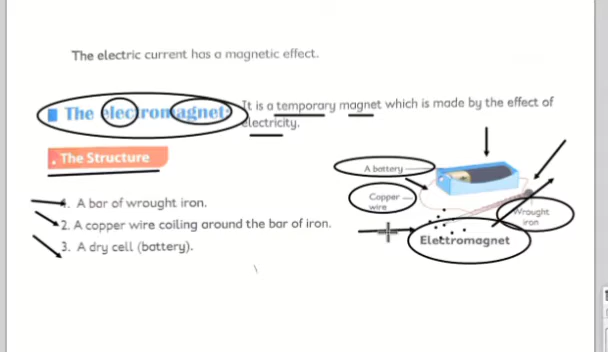 The electric current has a magnetic effect.
The electromagnet: It is a temporary magnet which is made by the effect of
electricity.
. The Structure
1. A bar of wrought iron.
2. A copper wire coiling around the bar of iron.
3. A dry cell (battery).
A battery
Copper
wire
Wrought
iron
Electromagnet